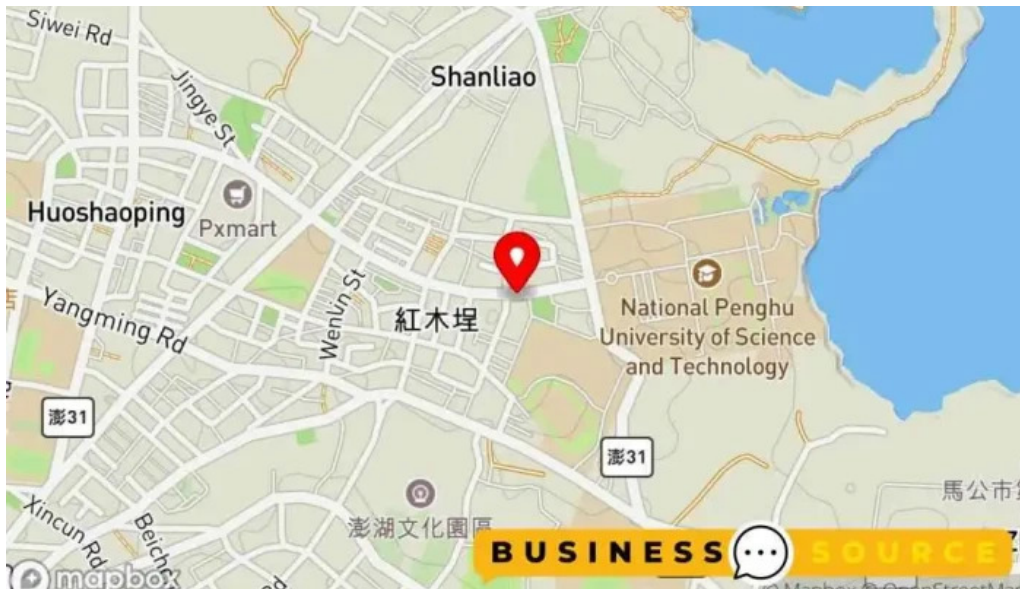 Siwei Rd
Jingye St
Shanliao
Huoshaoping
Pxmart
Yangming Rd
Wenlin St
紅木埕
National Penghu
University of Science
and Technology
澎31
澎31
馬公市
澎湖文化園區
Xincun Rd
mapbox
BUSINESS SOURCE